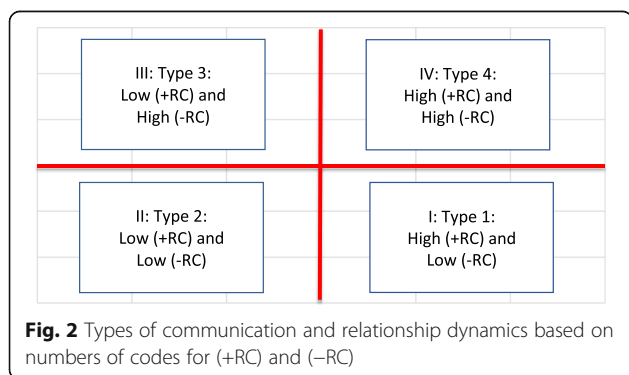 III: Type 3:
Low (+RC) and
High (-RC)
IV: Type 4:
High (+RC) and
High (-RC)
II: Type 2:
Low (+RC) and
Low (-RC)
I: Type 1:
High (+RC) and
Low (-RC)
Fig. 2 Types of communication and relationship dynamics based on
numbers of codes for (+RC) and (−RC)